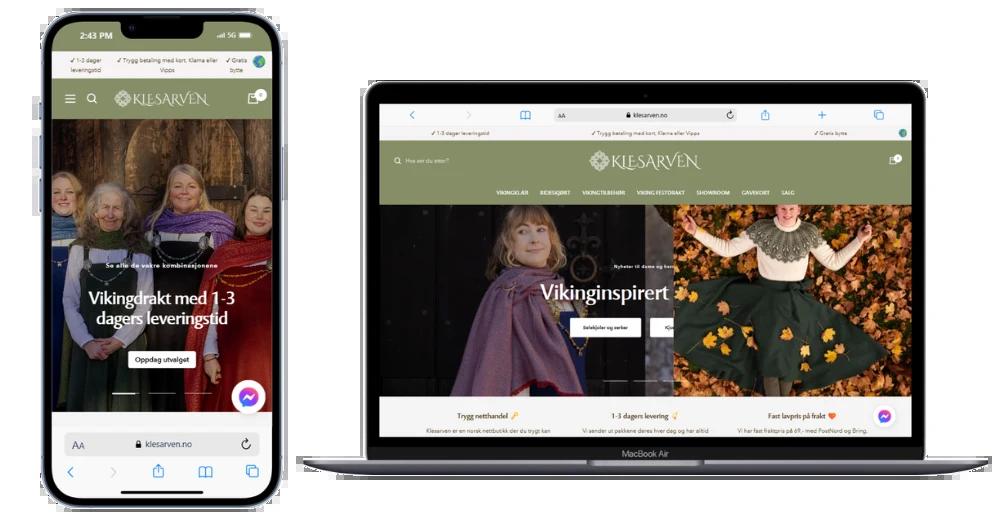 2:43 PM
5G
✓ 1-3 dager
leveringstid
✓ Trygg betaling med kort, Klarna eller
Vipps
✓ Gratis
bytte
KLESARVEN
0
Se alle de vakre kombinasjonene
Vikingdrakt med 1-3
dagers leveringstid
Oppdag utvalget
AA
klesarven.no
AA
klesarven.no
✓ 1-3 dager leveringstid
✓ Trygg betaling med kort, Klarna eller Vipps
✓ Gratis bytte
Hva ser du etter?
KLESARVEN
0
VIKINGKLÆR
REIESKJØRT
VIKINGTILBEHØR
VIKING FESTDRAKT
SHOWROOM
GAVEKORT
SALG
Nyheter til dame og herr
Vikinginspirert
Selekjoler og serker
Kjo
Trygg netthandel
Klesarven er en norsk nettbutikk der du trygt kan
1-3 dagers levering
Vi sender ut pakkene deres hver dag og har alltid
Fast lavpris på frakt
Vi har fast fraktpris på 69,- med PostNord og Bring.
MacBook Air